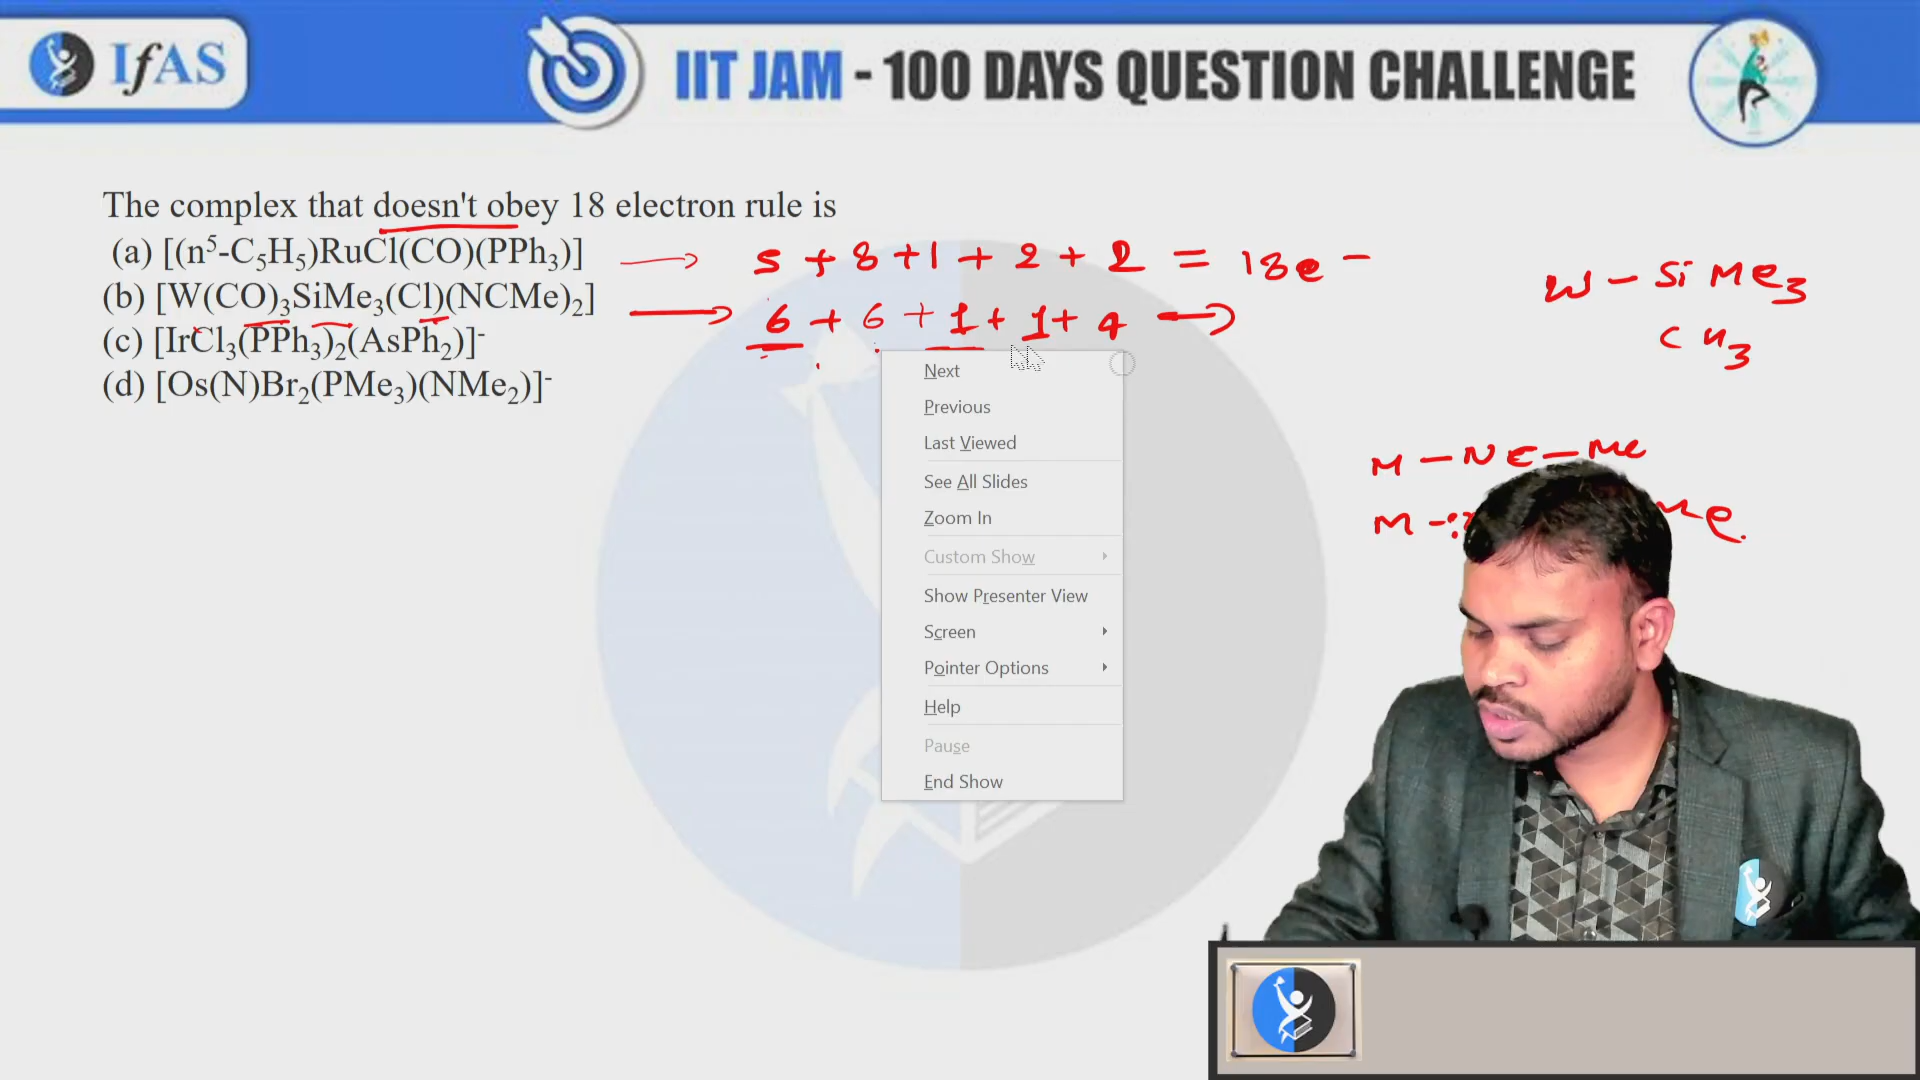 IfAS
IIT JAM - 100 DAYS QUESTION CHALLENGE
The complex that doesn't obey 18 electron rule is
(a) [(n⁵-C₅H₅)RuCl(CO)(PPh₃)] → 5 + 8 + 1 + 2 + 2 = 18e⁻
(b) [W(CO)₃SiMe₃(Cl)(NCMe)₂] → 6 + 6 + 1 + 1 + 4 →
(c) [IrCl₃(PPh₃)₂(AsPh₂)]⁻
(d) [Os(N)Br₂(PMe₃)(NMe₂)]⁻
W - SiMe₃
CH₃
M - NC - Me
M - Me
Next
Previous
Last Viewed
See All Slides
Zoom In
Custom Show
Show Presenter View
Screen
Pointer Options
Help
Pause
End Show